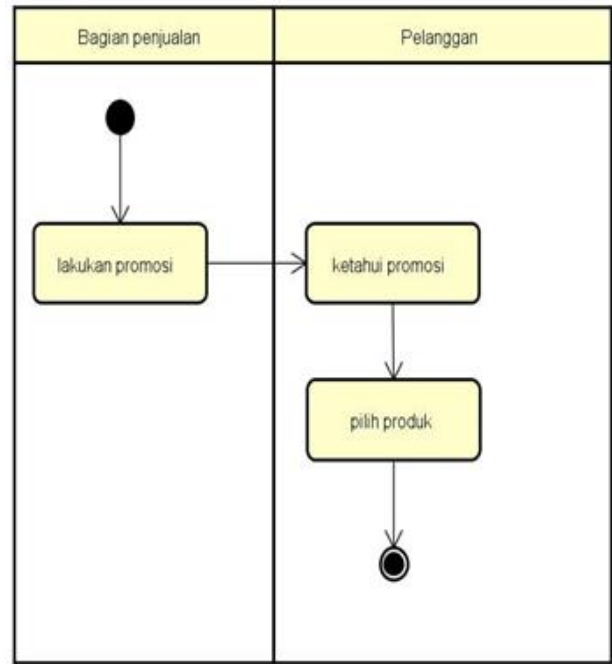 Bagian penjualan
Pelanggan
lakukan promosi
ketahui promosi
pilih produk